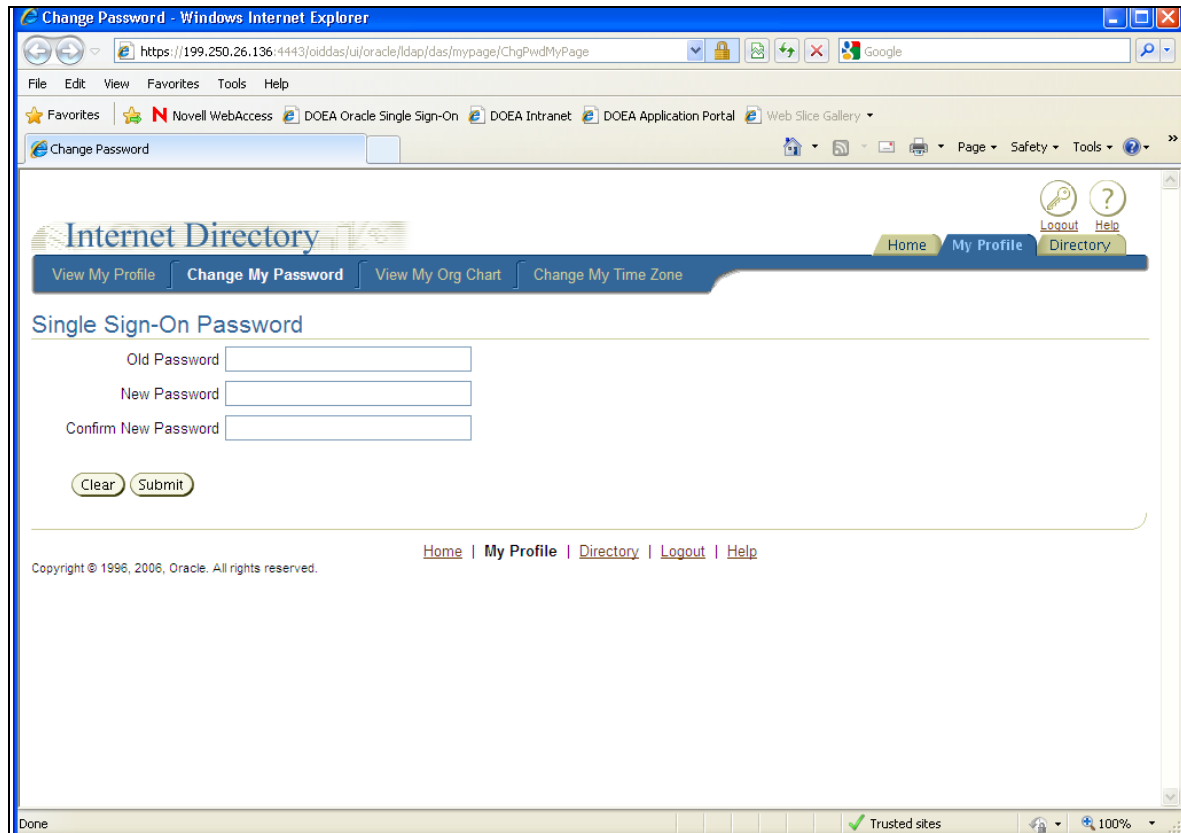 Change Password - Windows Internet Explorer
https://199.250.26.136:4443/oiddas/ui/oracle/ldap/das/mypage/ChgPwdMyPage
Google
File Edit View Favorites Tools Help
Favorites Novell WebAccess DOEA Oracle Single Sign-On DOEA Intranet DOEA Application Portal Web Slice Gallery
Change Password
Page Safety Tools »
Logout Help
Internet Directory
Home My Profile Directory
View My Profile Change My Password View My Org Chart Change My Time Zone
Single Sign-On Password
Old Password
New Password
Confirm New Password
Clear Submit
Home | My Profile | Directory | Logout | Help
Copyright © 1996, 2006, Oracle. All rights reserved.
Done Trusted sites 100%